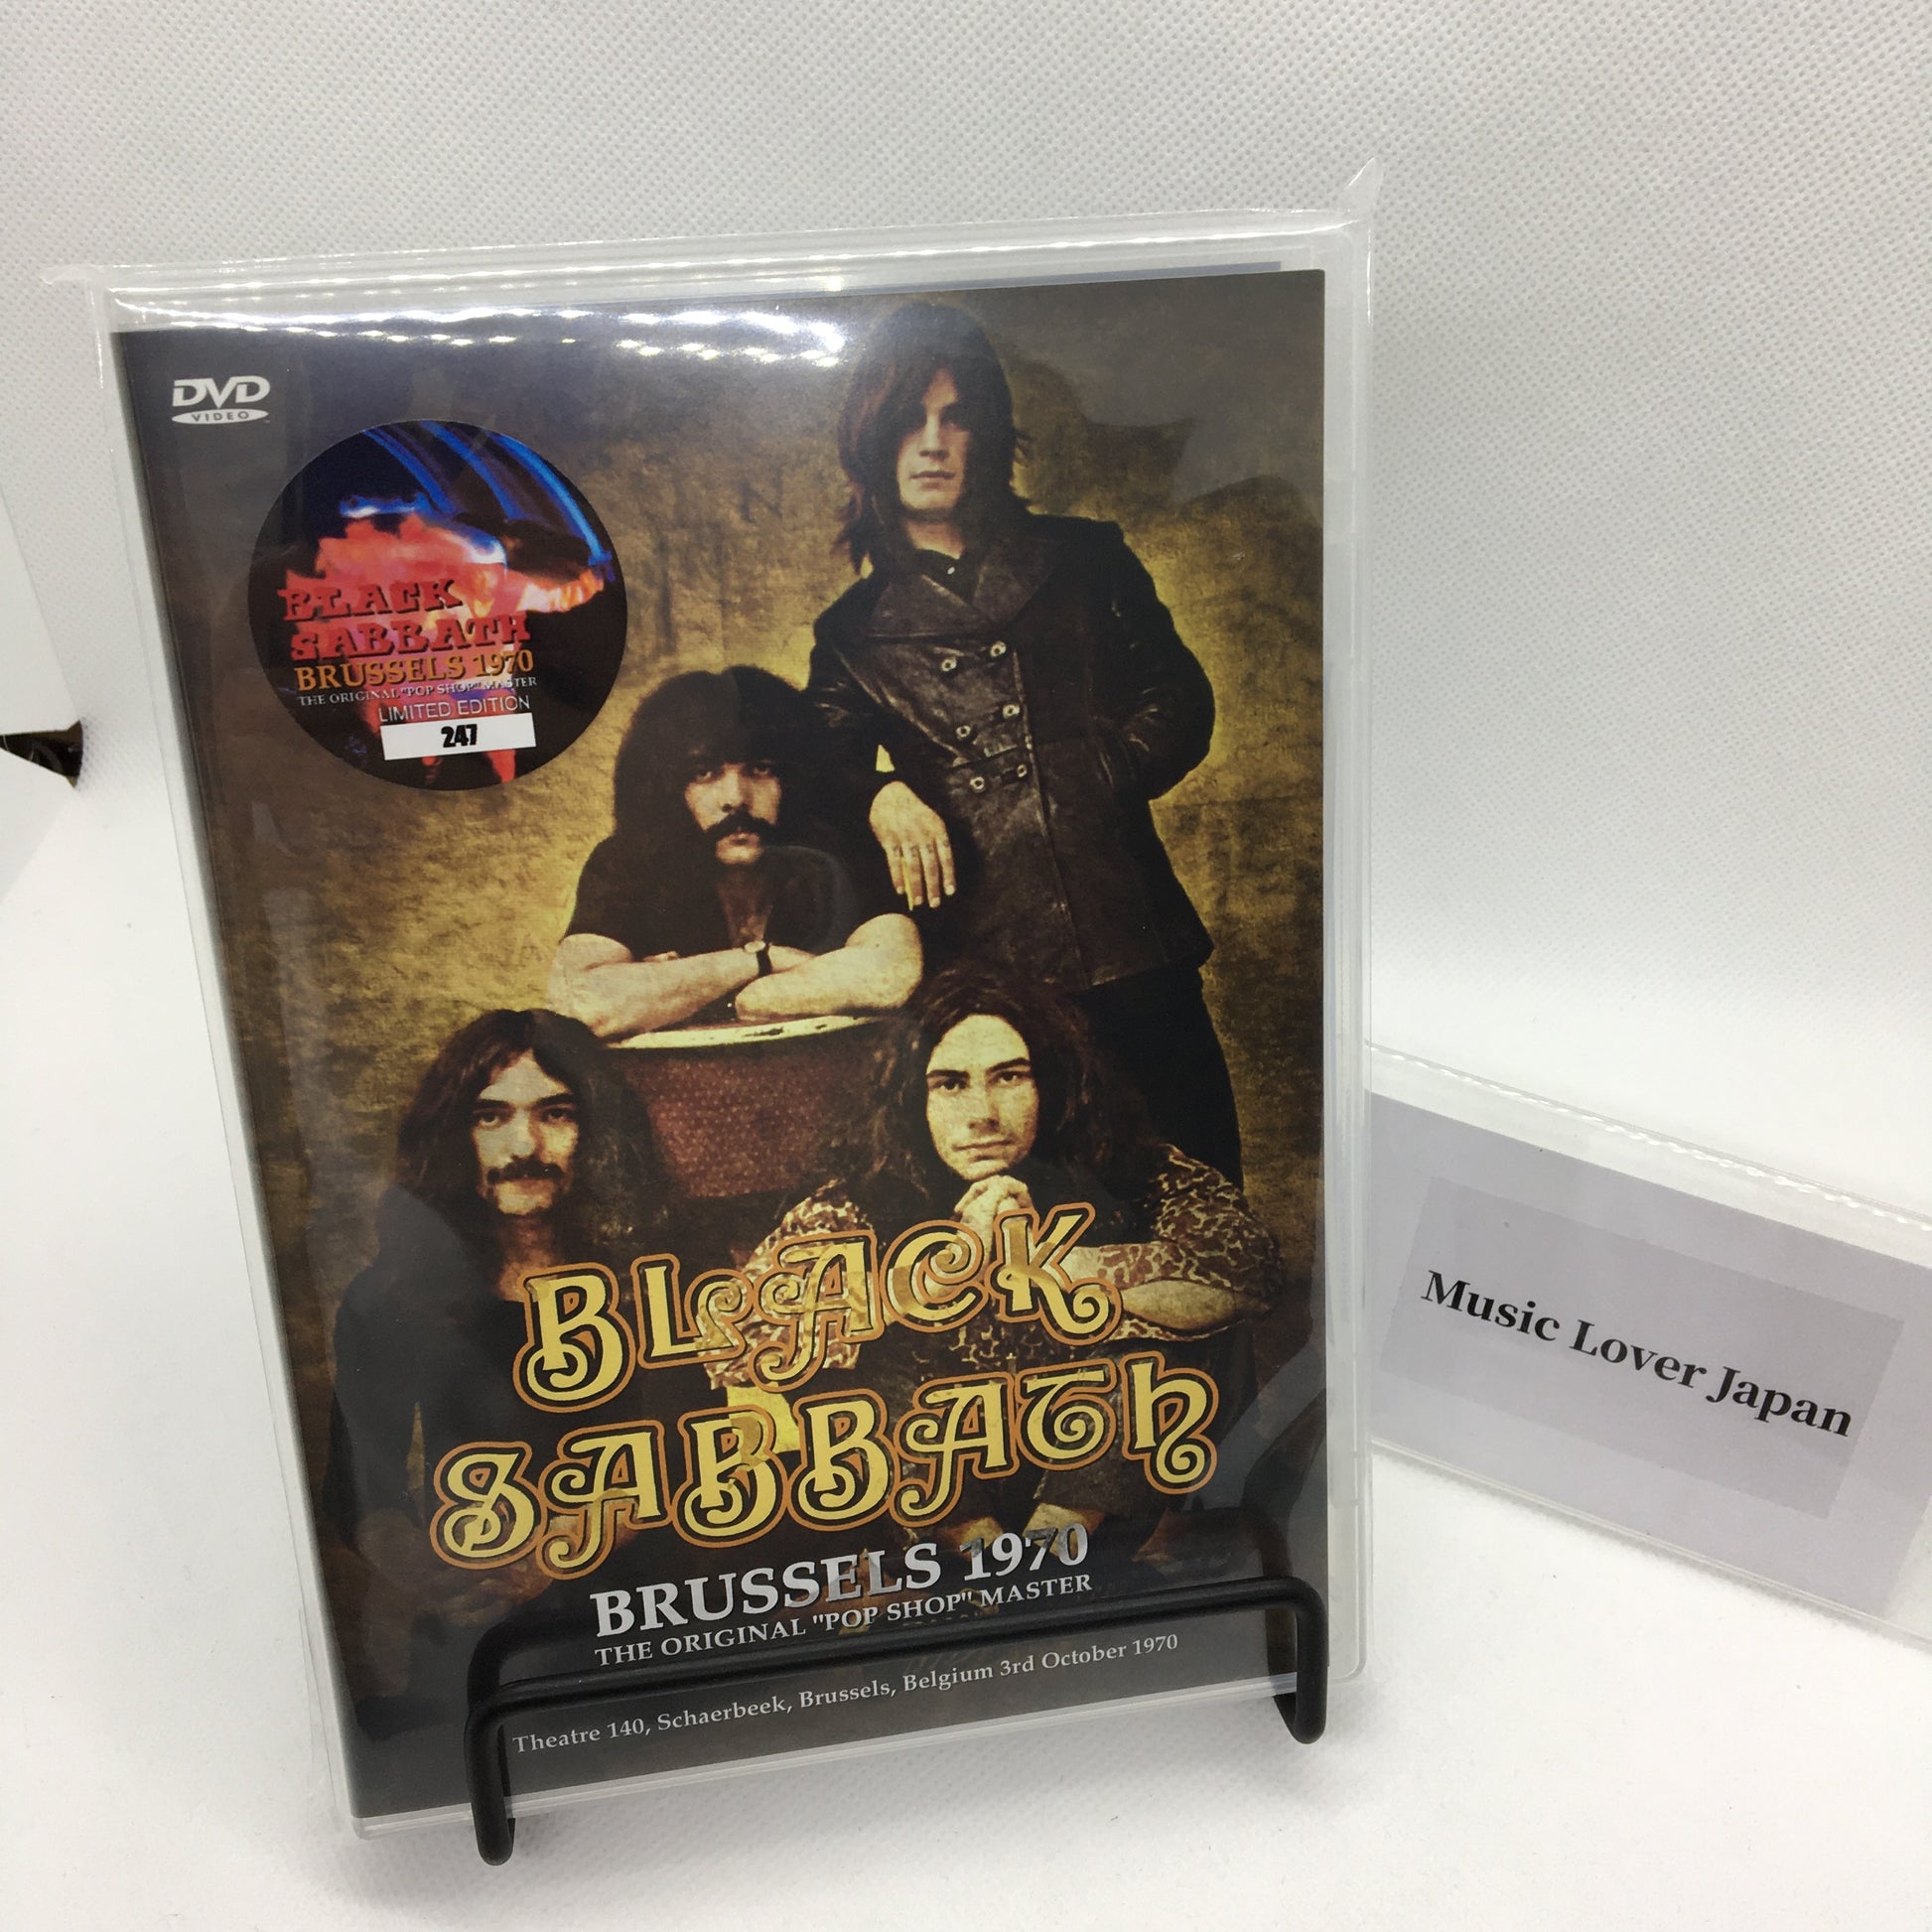 DVD
VIDEO
BLACK
SABBATH
BRUSSELS 1970
THE ORIGINAL "POP SHOP" MASTER
LIMITED EDITION
247
BLACK
SABBATH
BRUSSELS 1970
THE ORIGINAL "POP SHOP" MASTER
Theatre 140, Schaerbeek, Brussels, Belgium 3rd October 1970
Music Lover Japan